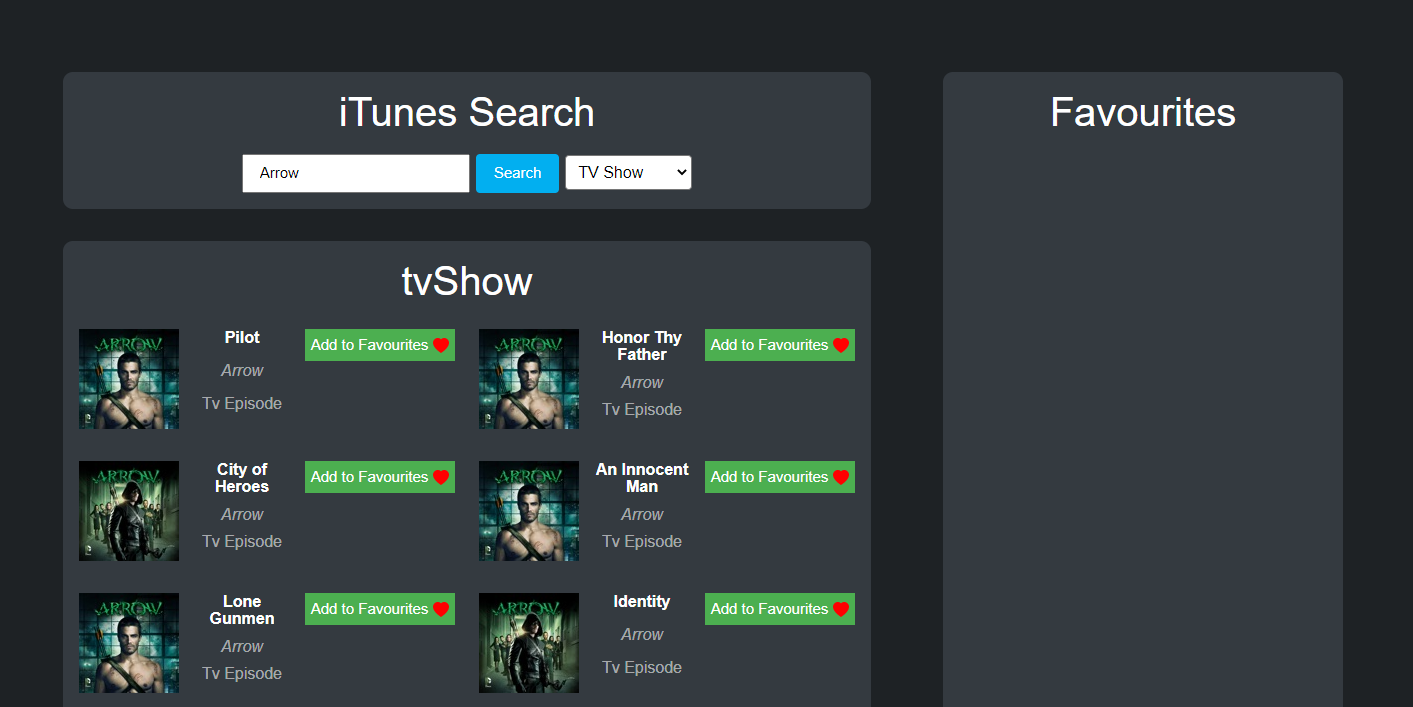 iTunes Search
Arrow
Search
TV Show
Favourites
tvShow
ARROW
Pilot
Arrow
Tv Episode
Add to Favourites
ARROW
Honor Thy
Father
Arrow
Tv Episode
Add to Favourites
ARROW
City of
Heroes
Arrow
Tv Episode
Add to Favourites
ARROW
An Innocent
Man
Arrow
Tv Episode
Add to Favourites
ARROW
Lone
Gunmen
Arrow
Tv Episode
Add to Favourites
ARROW
Identity
Arrow
Tv Episode
Add to Favourites